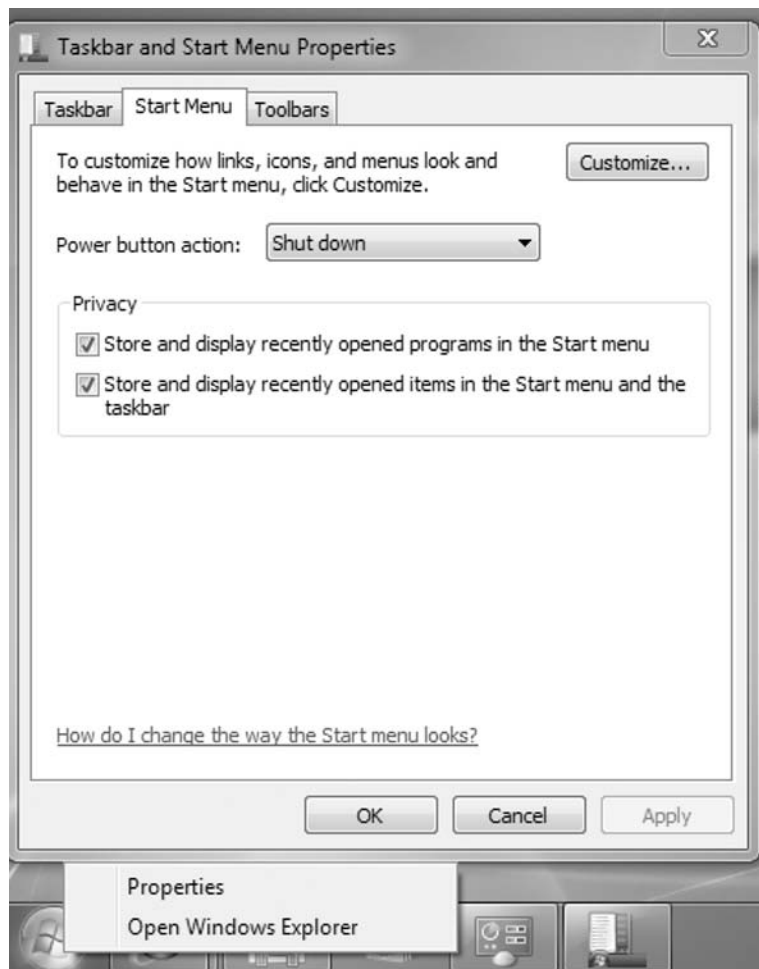 Taskbar and Start Menu Properties
Taskbar Start Menu Toolbars
To customize how links, icons, and menus look and
behave in the Start menu, click Customize.
Customize...
Power button action: Shut down
Privacy
Store and display recently opened programs in the Start menu
Store and display recently opened items in the Start menu and the
taskbar
How do I change the way the Start menu looks?
OK Cancel Apply
Properties
Open Windows Explorer